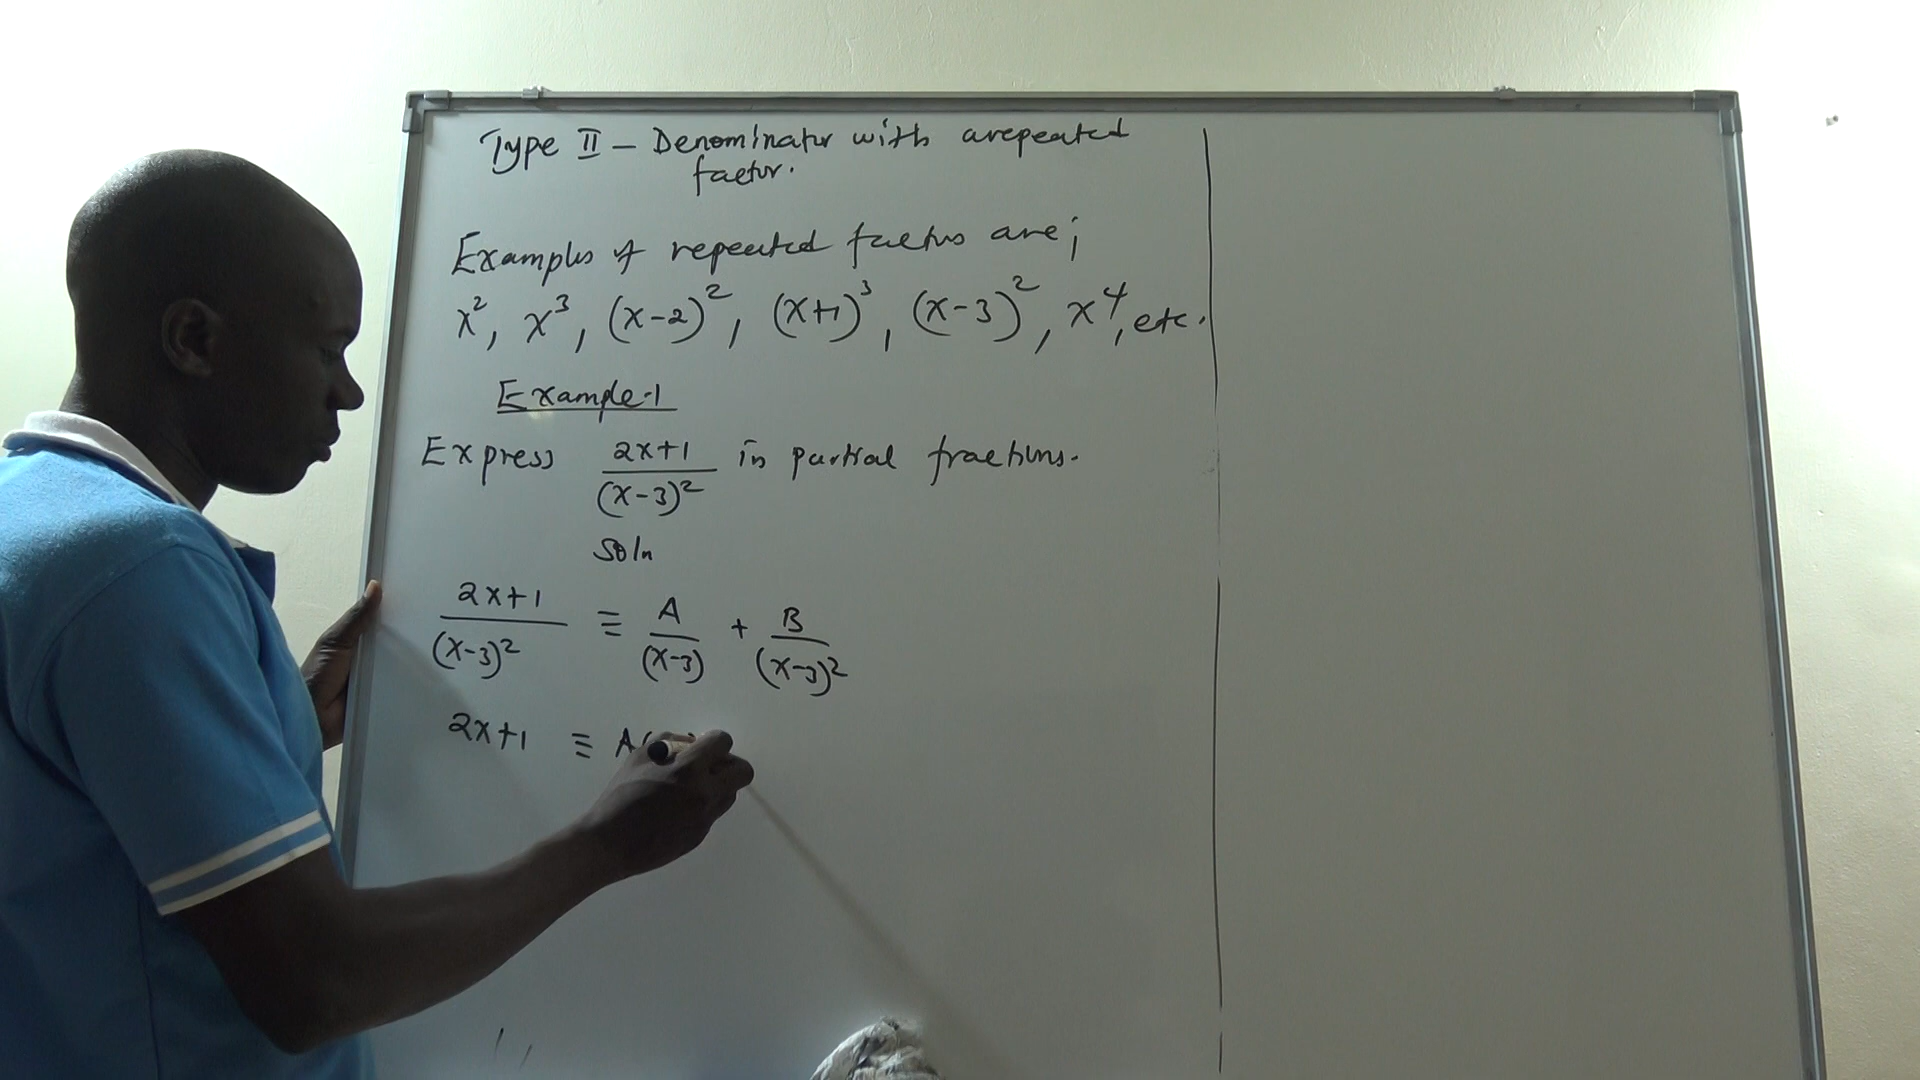 Type II - Denominator with arepeated
factor.
Examples of repeated factors are;
x², x³, (x-2)², (x+1)³, (x-3)², x⁴, etc.
Example-1
Express (2x+1)/(x-3)² in partial fractions.
Soln
(2x+1)/(x-3)² ≡ A/(x-3) + B/(x-3)²
2x+1 ≡ A(